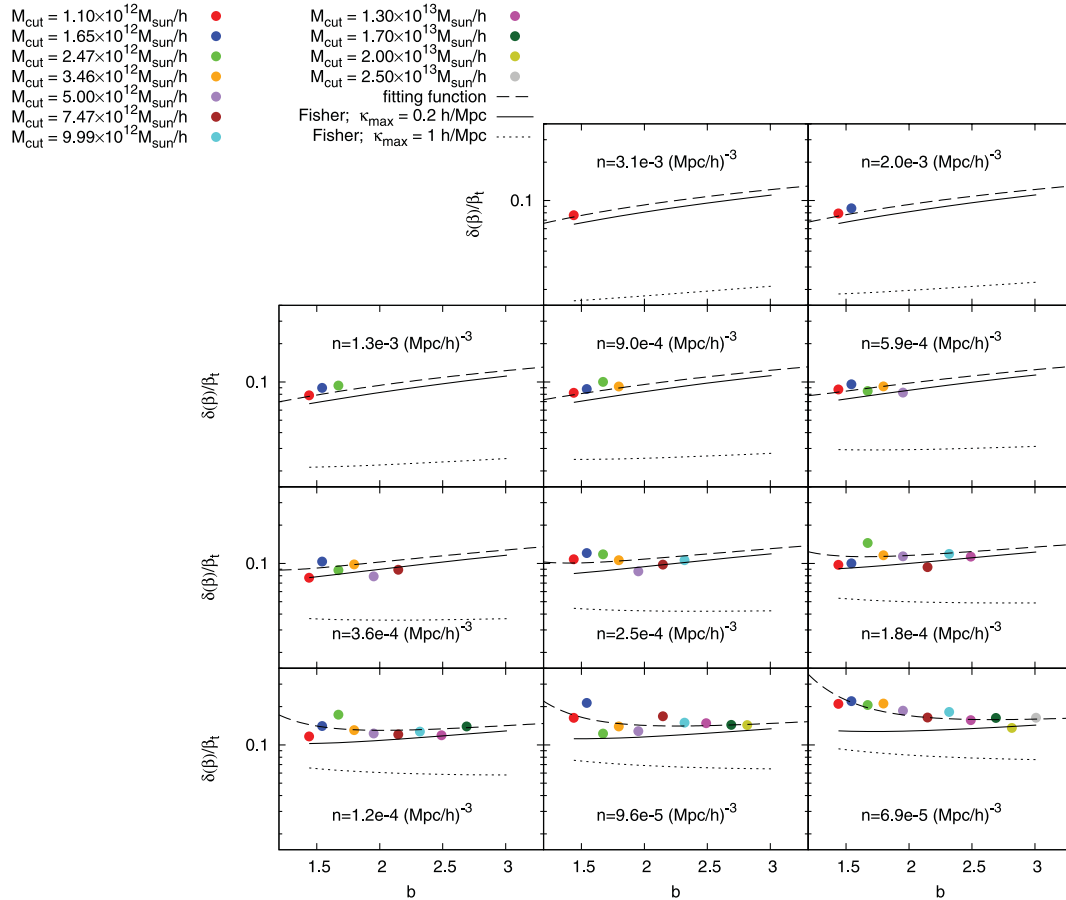 M_cut = 1.10×10^12 M_sun/h
M_cut = 1.65×10^12 M_sun/h
M_cut = 2.47×10^12 M_sun/h
M_cut = 3.46×10^12 M_sun/h
M_cut = 5.00×10^12 M_sun/h
M_cut = 7.47×10^12 M_sun/h
M_cut = 9.99×10^12 M_sun/h
M_cut = 1.30×10^13 M_sun/h
M_cut = 1.70×10^13 M_sun/h
M_cut = 2.00×10^13 M_sun/h
M_cut = 2.50×10^13 M_sun/h
fitting function
Fisher; κ_max = 0.2 h/Mpc
Fisher; κ_max = 1 h/Mpc
δ(β)/β_t
0.1
n=3.1e-3 (Mpc/h)^-3
n=2.0e-3 (Mpc/h)^-3
δ(β)/β_t
0.1
n=1.3e-3 (Mpc/h)^-3
n=9.0e-4 (Mpc/h)^-3
n=5.9e-4 (Mpc/h)^-3
δ(β)/β_t
0.1
n=3.6e-4 (Mpc/h)^-3
n=2.5e-4 (Mpc/h)^-3
n=1.8e-4 (Mpc/h)^-3
δ(β)/β_t
0.1
n=1.2e-4 (Mpc/h)^-3
n=9.6e-5 (Mpc/h)^-3
n=6.9e-5 (Mpc/h)^-3
1.5 2 2.5 3
1.5 2 2.5 3
1.5 2 2.5 3
b
b
b